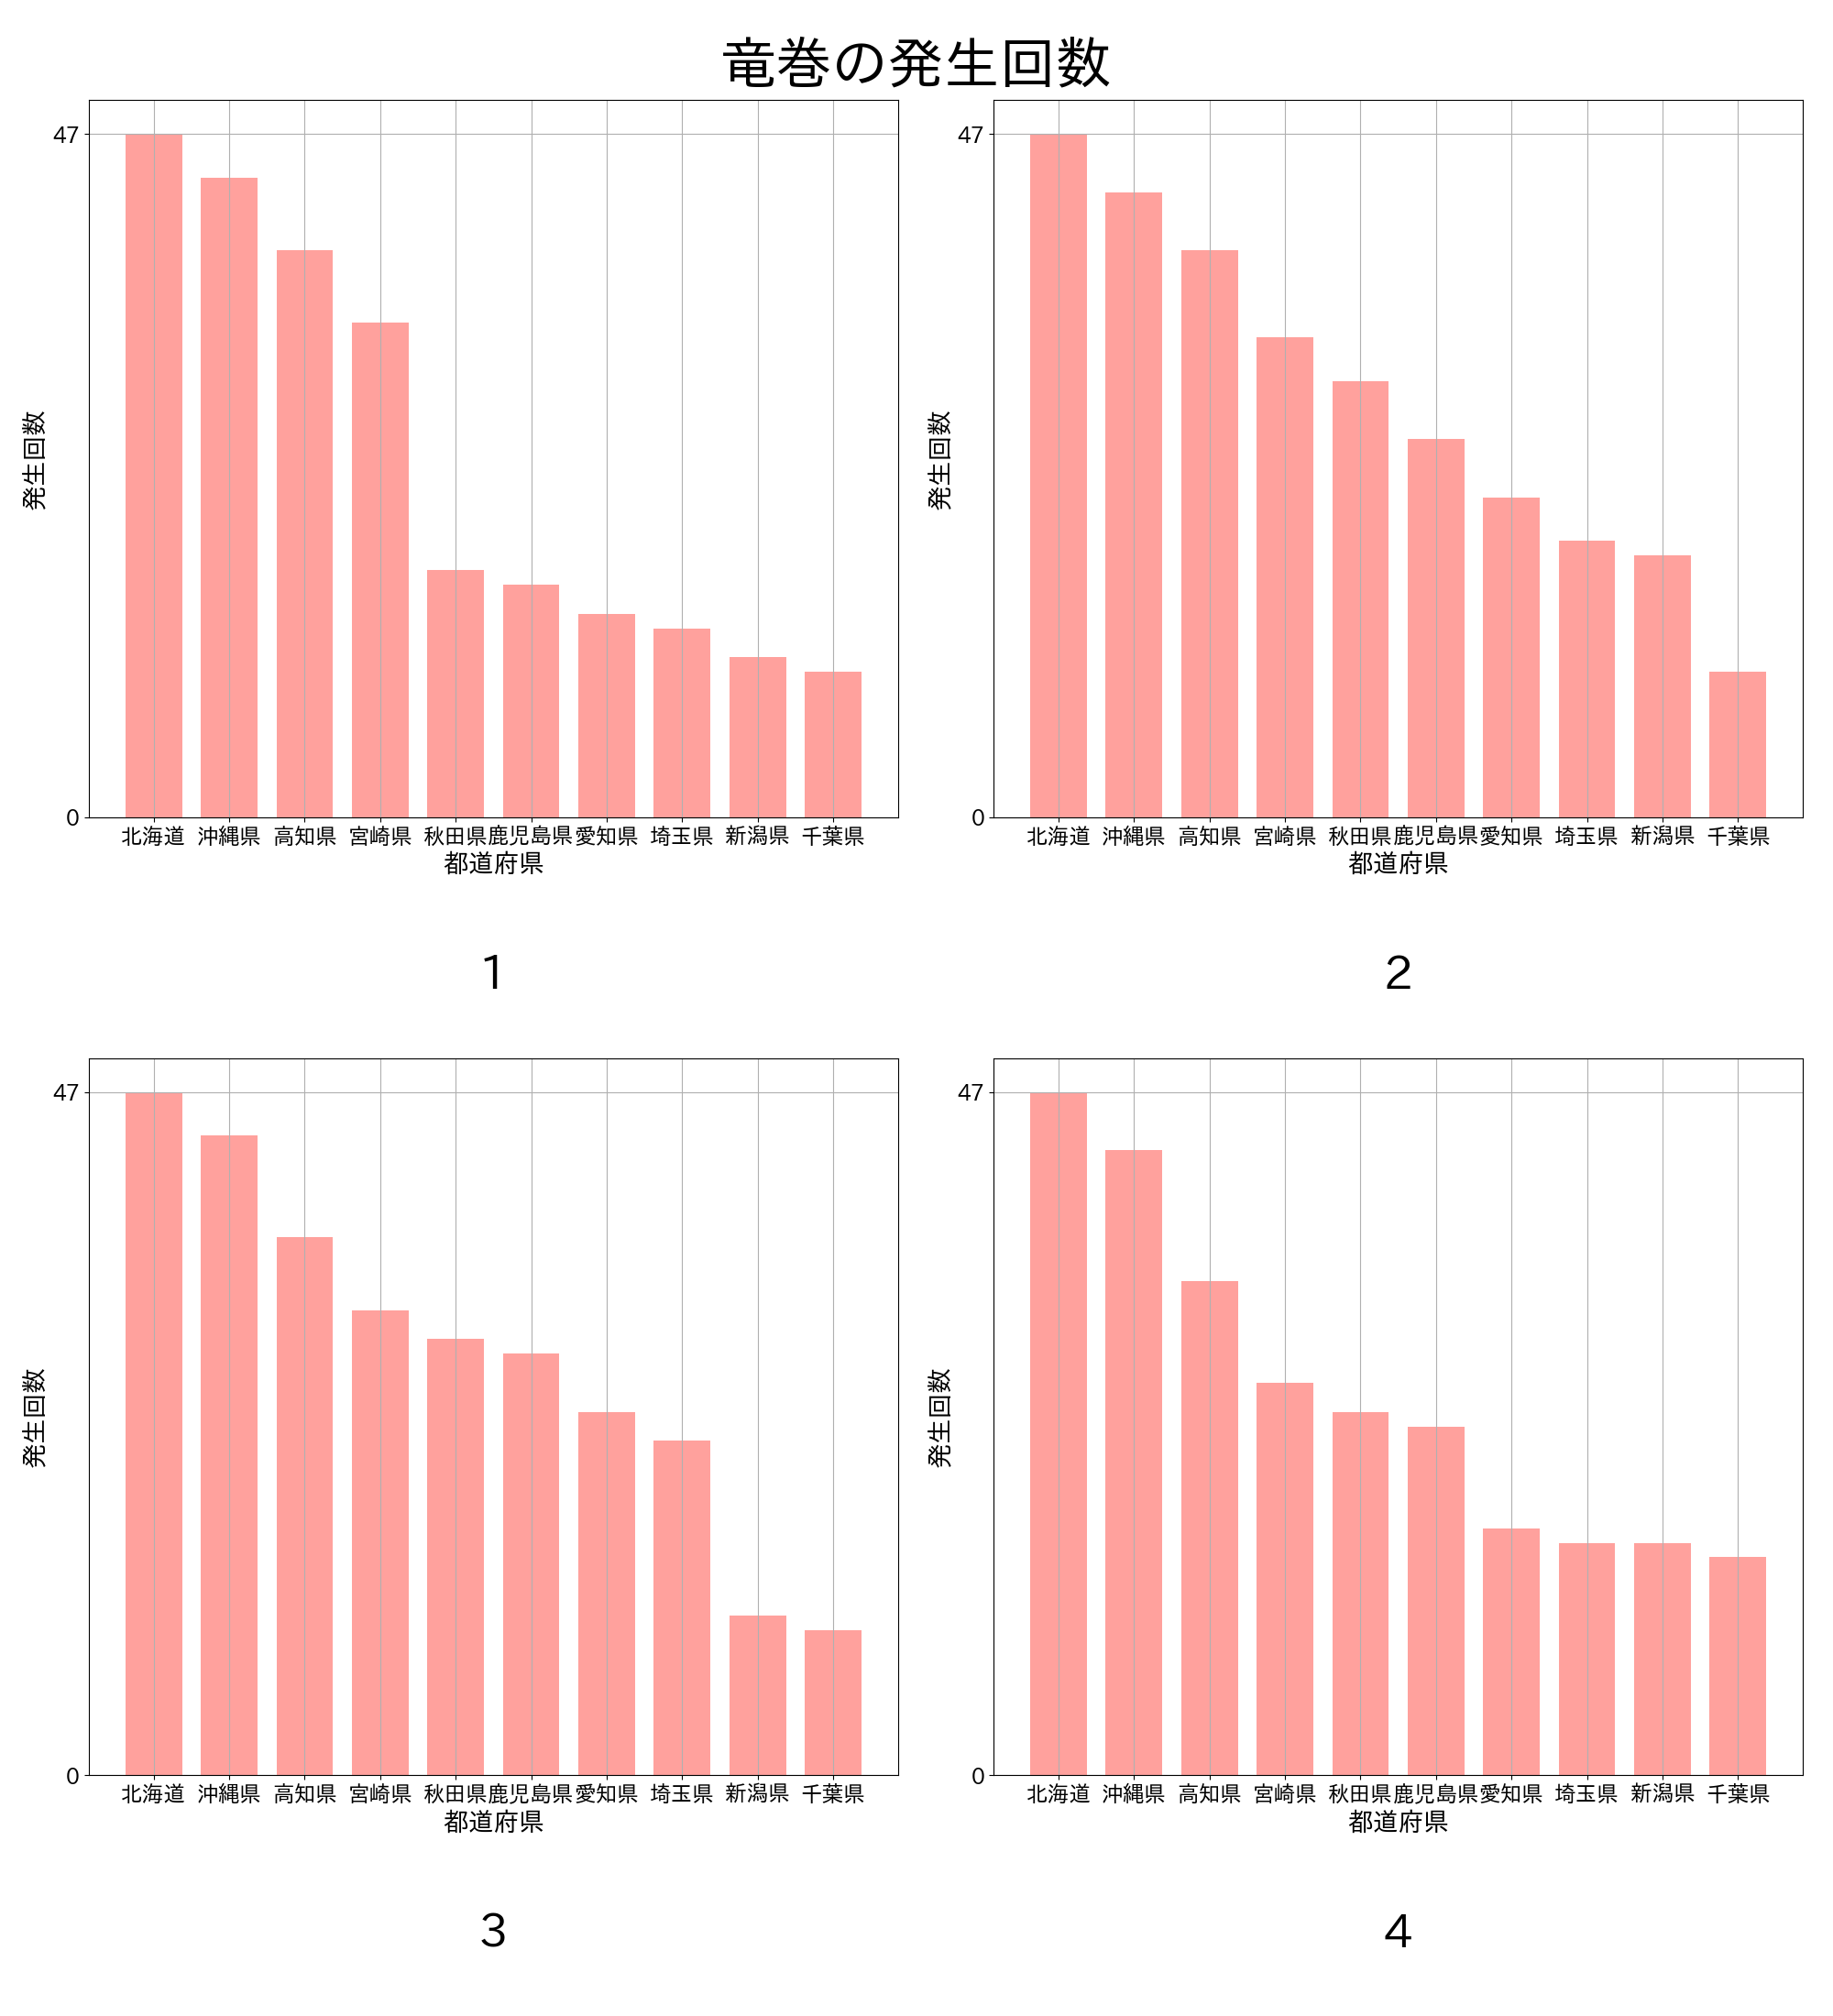 竜巻の発生回数
47
0
発生回数
北海道 沖縄県 高知県 宮崎県 秋田県 鹿児島県 愛知県 埼玉県 新潟県 千葉県
都道府県
1
47
0
発生回数
北海道 沖縄県 高知県 宮崎県 秋田県 鹿児島県 愛知県 埼玉県 新潟県 千葉県
都道府県
2
47
0
発生回数
北海道 沖縄県 高知県 宮崎県 秋田県 鹿児島県 愛知県 埼玉県 新潟県 千葉県
都道府県
3
47
0
発生回数
北海道 沖縄県 高知県 宮崎県 秋田県 鹿児島県 愛知県 埼玉県 新潟県 千葉県
都道府県
4